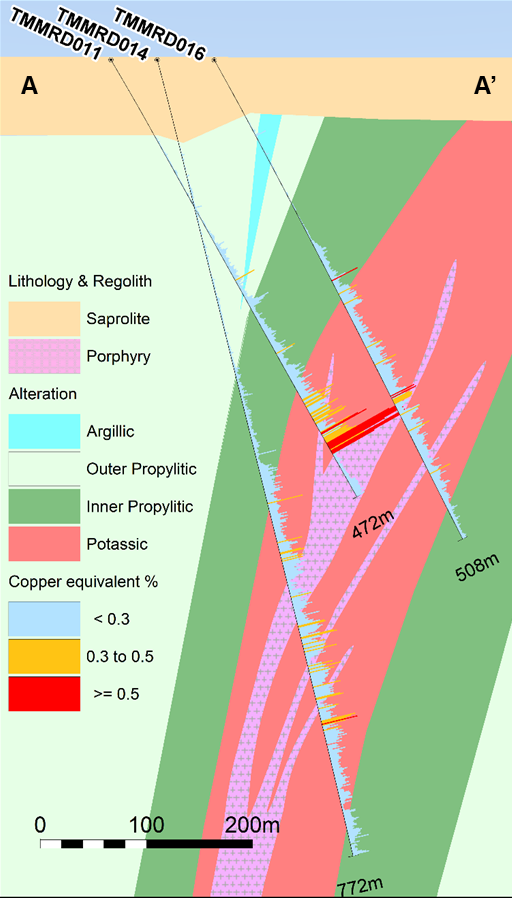 TMMRD011
TMMRD014
TMMRD016
A
A’
Lithology & Regolith
Saprolite
Porphyry
Alteration
Argillic
Outer Propylitic
Inner Propylitic
Potassic
Copper equivalent %
< 0.3
0.3 to 0.5
>= 0.5
472m
508m
0 100 200m
772m